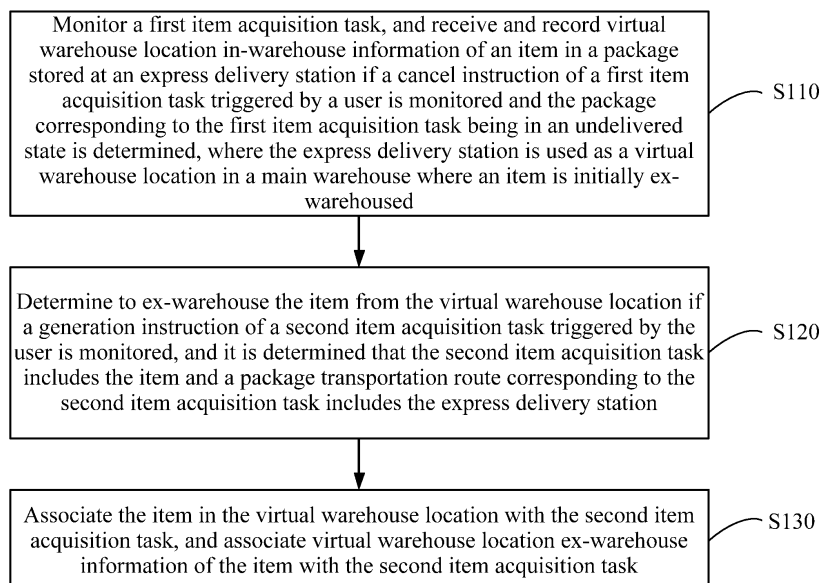 Monitor a first item acquisition task, and receive and record virtual
warehouse location in-warehouse information of an item in a package
stored at an express delivery station if a cancel instruction of a first item
acquisition task triggered by a user is monitored and the package
corresponding to the first item acquisition task being in an undelivered
state is determined, where the express delivery station is used as a virtual
warehouse location in a main warehouse where an item is initially ex-
warehoused
S110
Determine to ex-warehouse the item from the virtual warehouse location if
a generation instruction of a second item acquisition task triggered by the
user is monitored, and it is determined that the second item acquisition task
includes the item and a package transportation route corresponding to the
second item acquisition task includes the express delivery station
S120
Associate the item in the virtual warehouse location with the second item
acquisition task, and associate virtual warehouse location ex-warehouse
information of the item with the second item acquisition task
S130